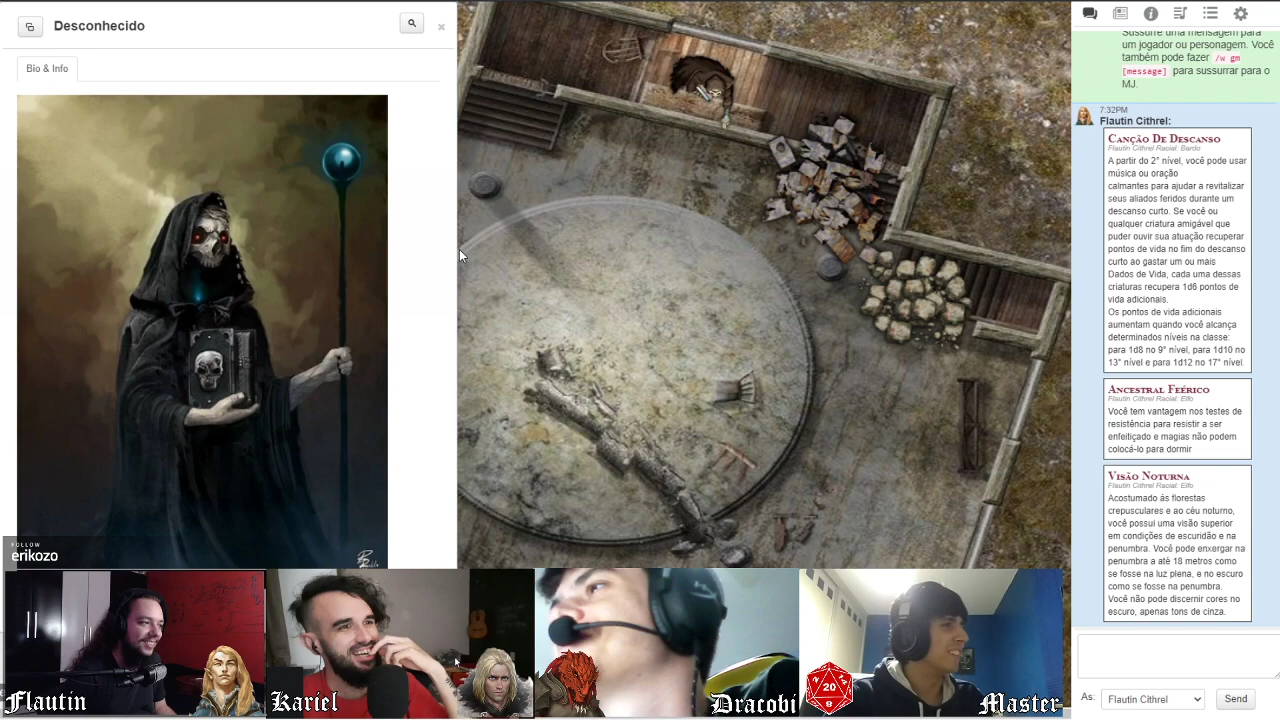 Desconhecido
Bio & Info
FOLLOW
erikozo
Flautin
Kariel
Dracobi
20
8
Master
Sussurre uma mensagem para
um jogador ou personagem. Você
também pode fazer /w gm
[message] para sussurrar para o
MJ.
7:32PM
Flautin Cithrel:
Canção De Descanso
Flautin Cithrel Racial: Bardo
A partir do 2° nível, você pode usar
música ou oração
calmantes para ajudar a revitalizar
seus aliados feridos durante um
descanso curto. Se você ou
qualquer criatura amigável que
puder ouvir sua atuação recuperar
pontos de vida no fim do descanso
curto ao gastar um ou mais
Dados de Vida, cada uma dessas
criaturas recupera 1d6 pontos de
vida adicionais.
Os pontos de vida adicionais
aumentam quando você alcança
determinados níveis na classe:
para 1d8 no 9° nível, para 1d10 no
13° nível e para 1d12 no 17° nível.
Ancestral Feérico
Flautin Cithrel Racial: Elfo
Você tem vantagem nos testes de
resistência para resistir a ser
enfeitiçado e magias não podem
colocá-lo para dormir
Visão Noturna
Flautin Cithrel Racial: Elfo
Acostumado ás florestas
crepusculares e ao céu noturno,
você possui uma visão superior
em condições de escuridão e na
penumbra. Você pode enxergar na
penumbra a até 18 metros como
se fosse na luz plena, e no escuro
como se fosse na penumbra.
Você não pode discernir cores no
escuro, apenas tons de cinza.
As:
Flautin Cithrel
Send